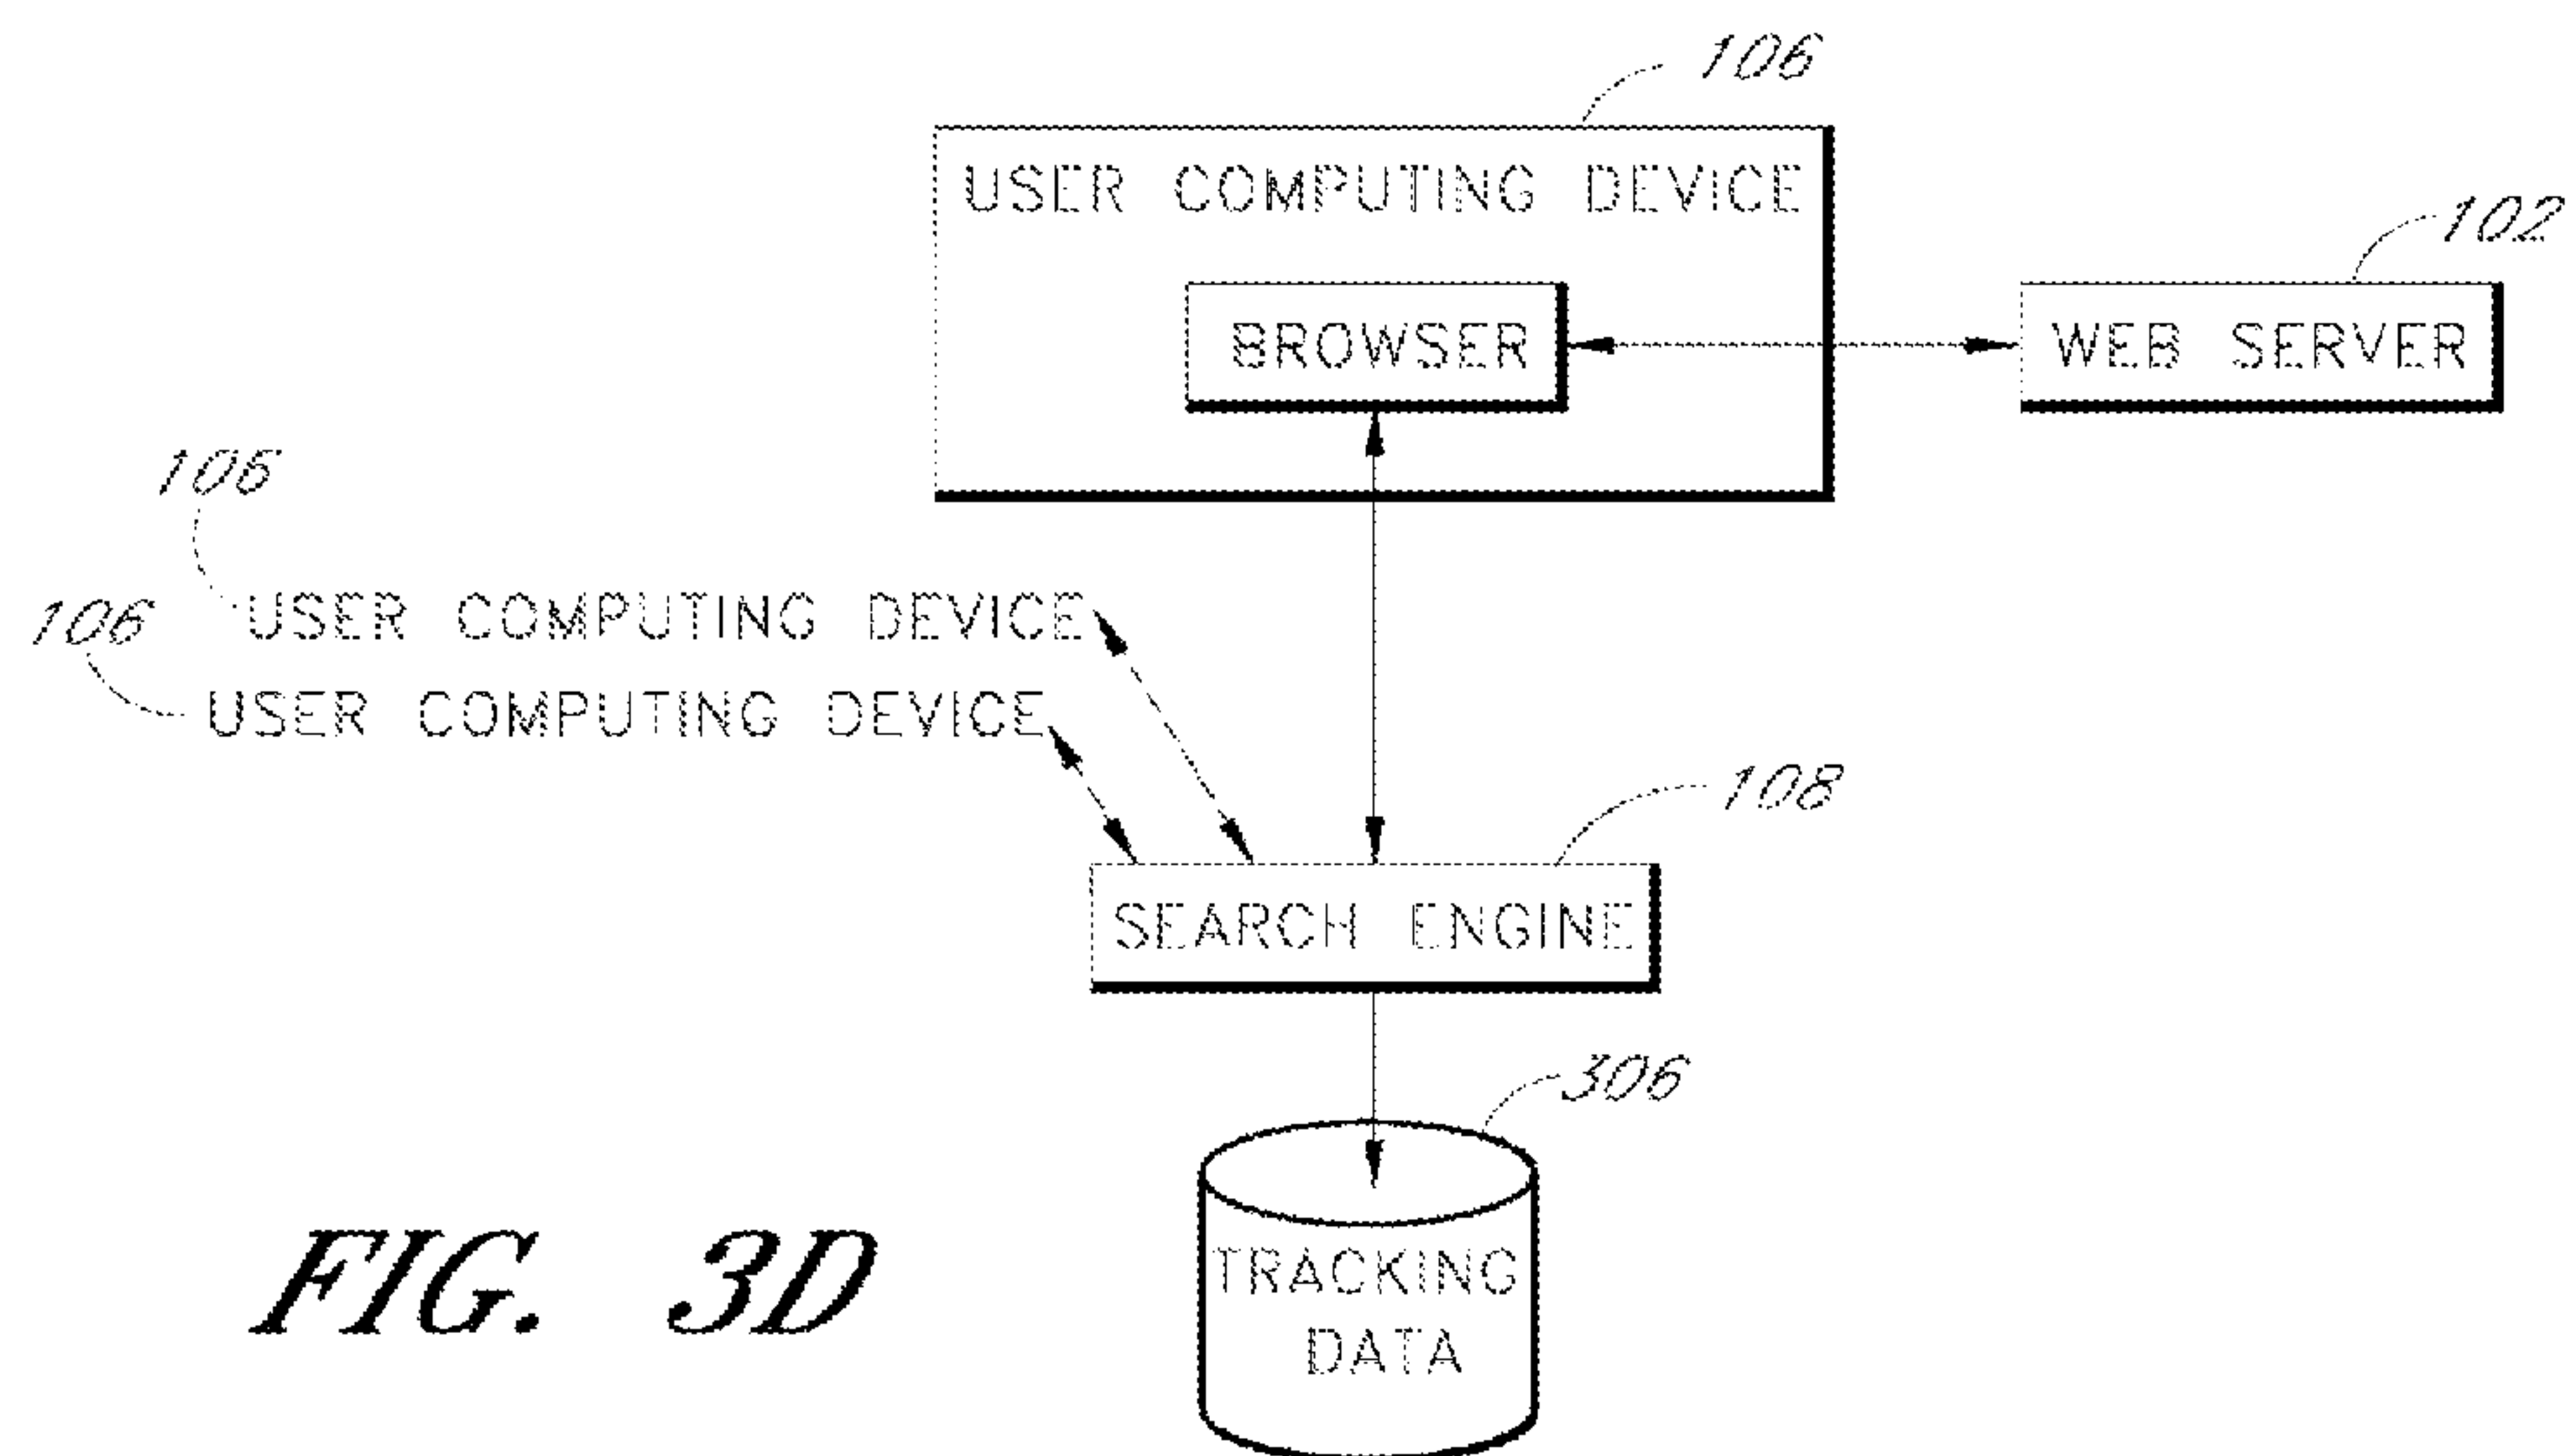 106
USER COMPUTING DEVICE
102
BROWSER
WEB SERVER
106
USER COMPUTING DEVICE
106
USER COMPUTING DEVICE
108
SEARCH ENGINE
306
TRACKING
DATA
FIG. 3D